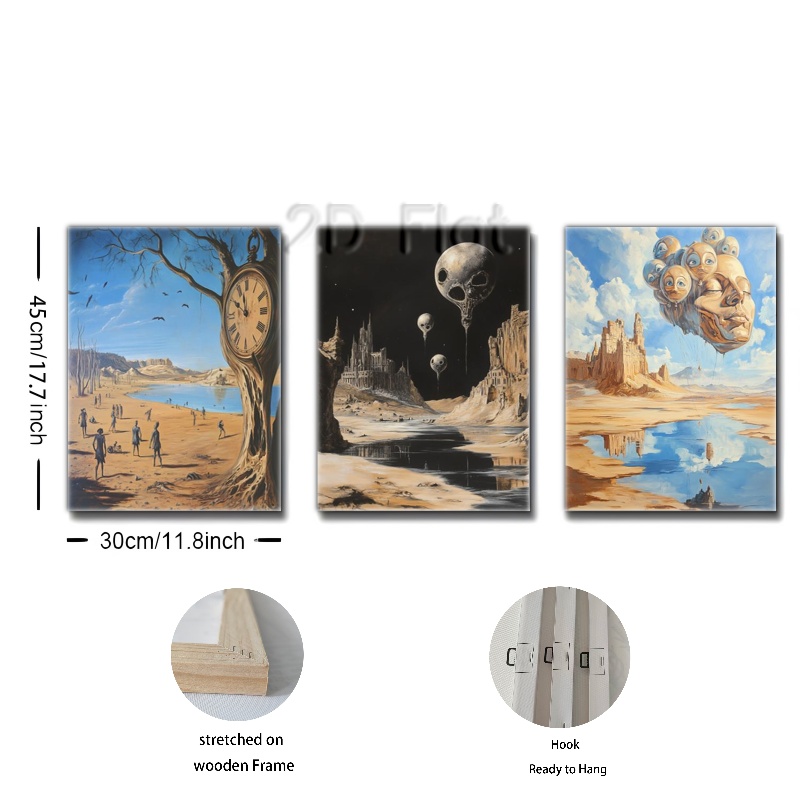 2D Flat
45cm/17.7inch
30cm/11.8inch
stretched on
wooden Frame
Hook
Ready to Hang